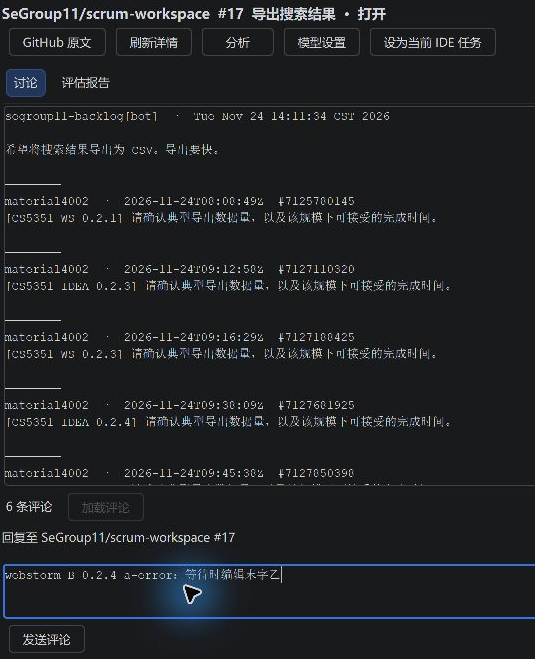 SeGroup11/scrum-workspace #17 导出搜索结果 • 打开
GitHub 原文 刷新详情 分析 模型设置 设为当前 IDE 任务
讨论 评估报告
segroup11-backlog[bot] · Tue Nov 24 14:11:34 CST 2026
希望将搜索结果导出为 CSV。导出要快。
material4002 · 2026-11-24T08:08:49Z #7125780145
[CS5351 WS 0.2.1] 请确认典型导出数据量，以及该规模下可接受的完成时间。
material4002 · 2026-11-24T09:12:58Z #7127110320
[CS5351 IDEA 0.2.3] 请确认典型导出数据量，以及该规模下可接受的完成时间。
material4002 · 2026-11-24T09:16:29Z #7127188425
[CS5351 WS 0.2.3] 请确认典型导出数据量，以及该规模下可接受的完成时间。
material4002 · 2026-11-24T09:38:09Z #7127681925
[CS5351 IDEA 0.2.4] 请确认典型导出数据量，以及该规模下可接受的完成时间。
material4002 · 2026-11-24T09:45:38Z #7127850398
6 条评论 加载评论
回复至 SeGroup11/scrum-workspace #17
webstorm B 0.2.4 a-error：等待时编辑末字乙
发送评论